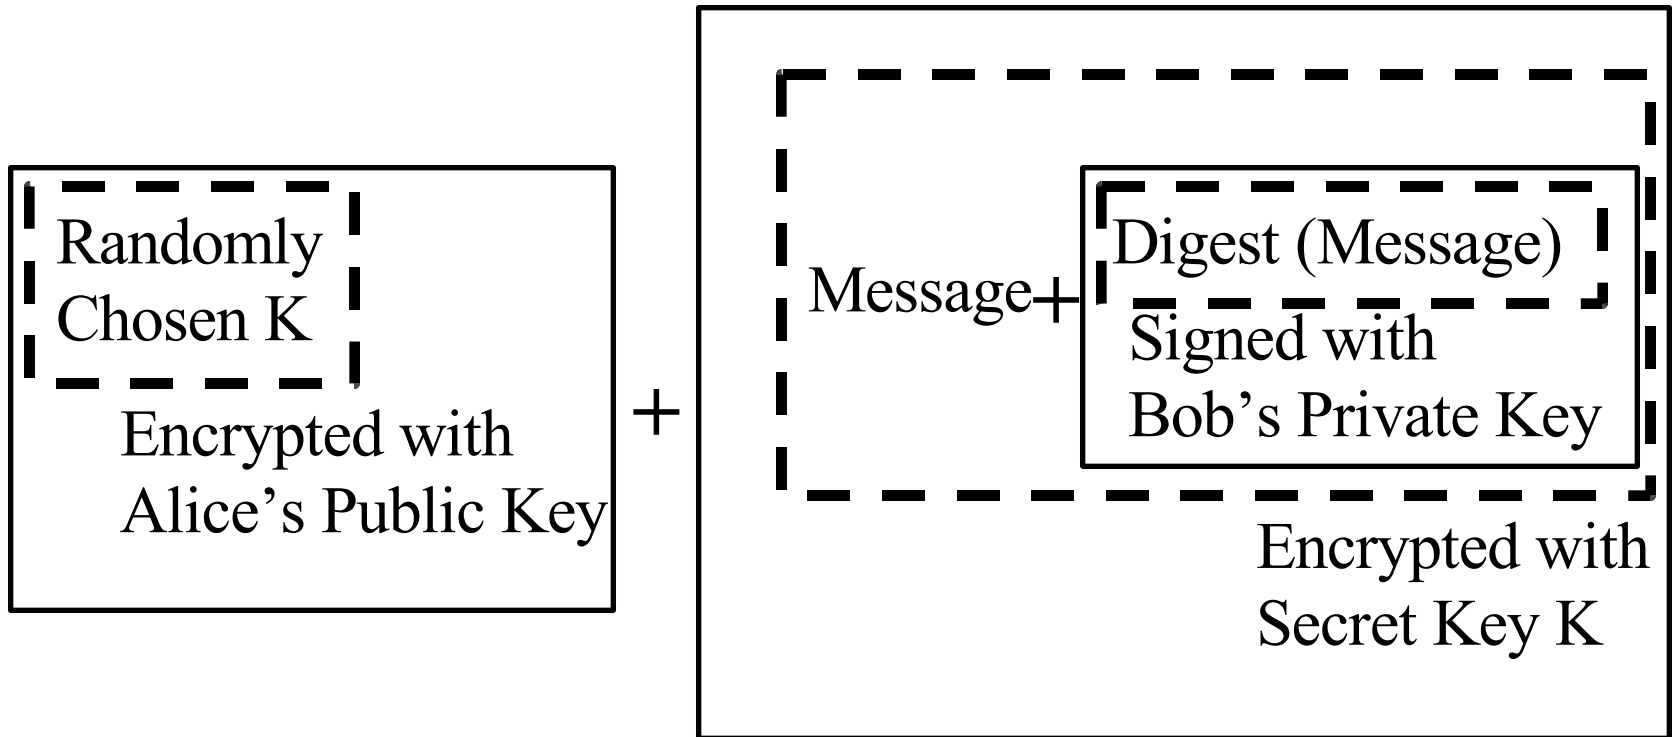 Randomly
Chosen K
Encrypted with
Alice’s Public Key
+
Message+
Digest (Message)
Signed with
Bob’s Private Key
Encrypted with
Secret Key K